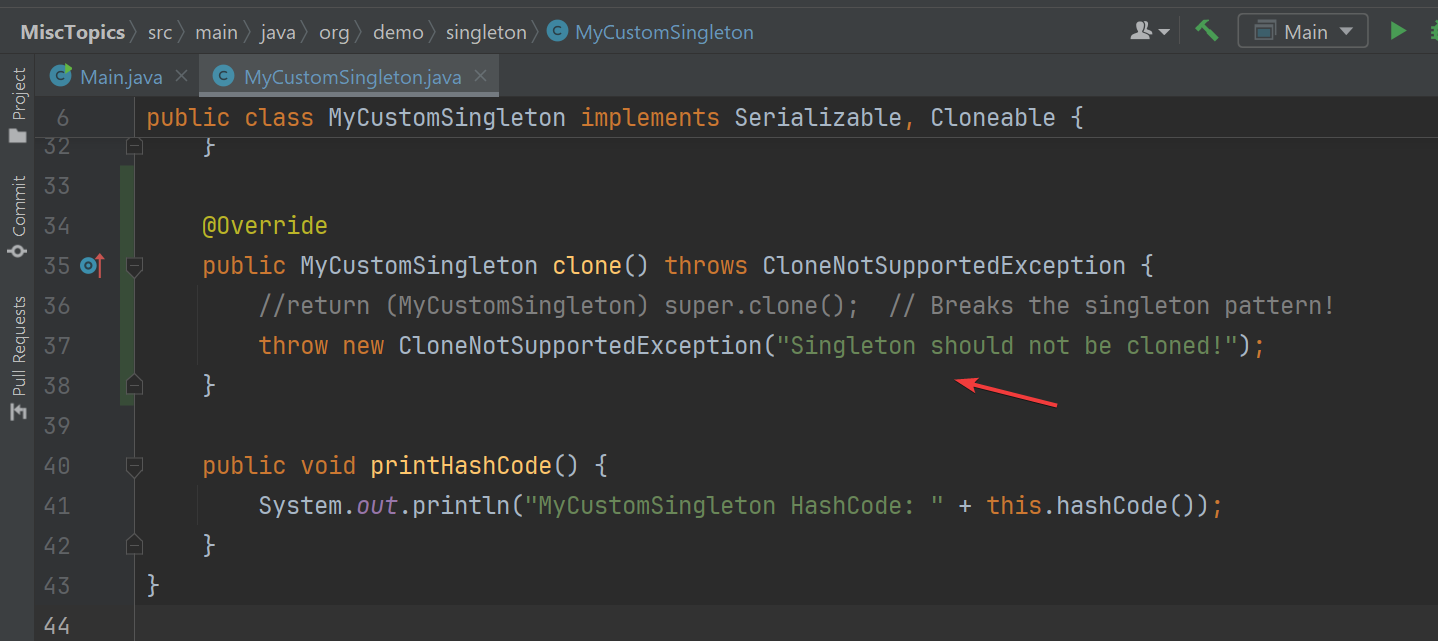 MiscTopics src main java org demo singleton MyCustomSingleton Main
Main.java MyCustomSingleton.java
Project
Commit
Pull Requests
6 public class MyCustomSingleton implements Serializable, Cloneable {
32 }
33
34 @Override
35 public MyCustomSingleton clone() throws CloneNotSupportedException {
36 //return (MyCustomSingleton) super.clone();  // Breaks the singleton pattern!
37 throw new CloneNotSupportedException("Singleton should not be cloned!");
38 }
39
40 public void printHashCode() {
41 System.out.println("MyCustomSingleton HashCode: " + this.hashCode());
42 }
43 }
44